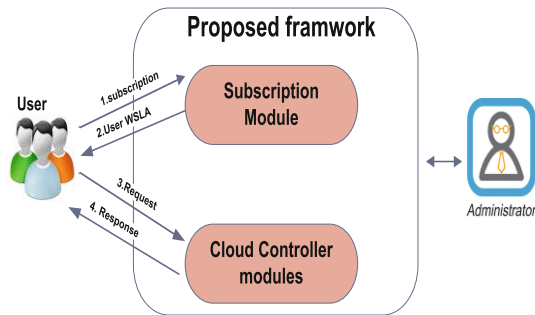 Proposed framwork
User
1.subscription
Subscription
Module
2.User WSLA
3.Request
4. Response
Cloud Controller
modules
Administrator